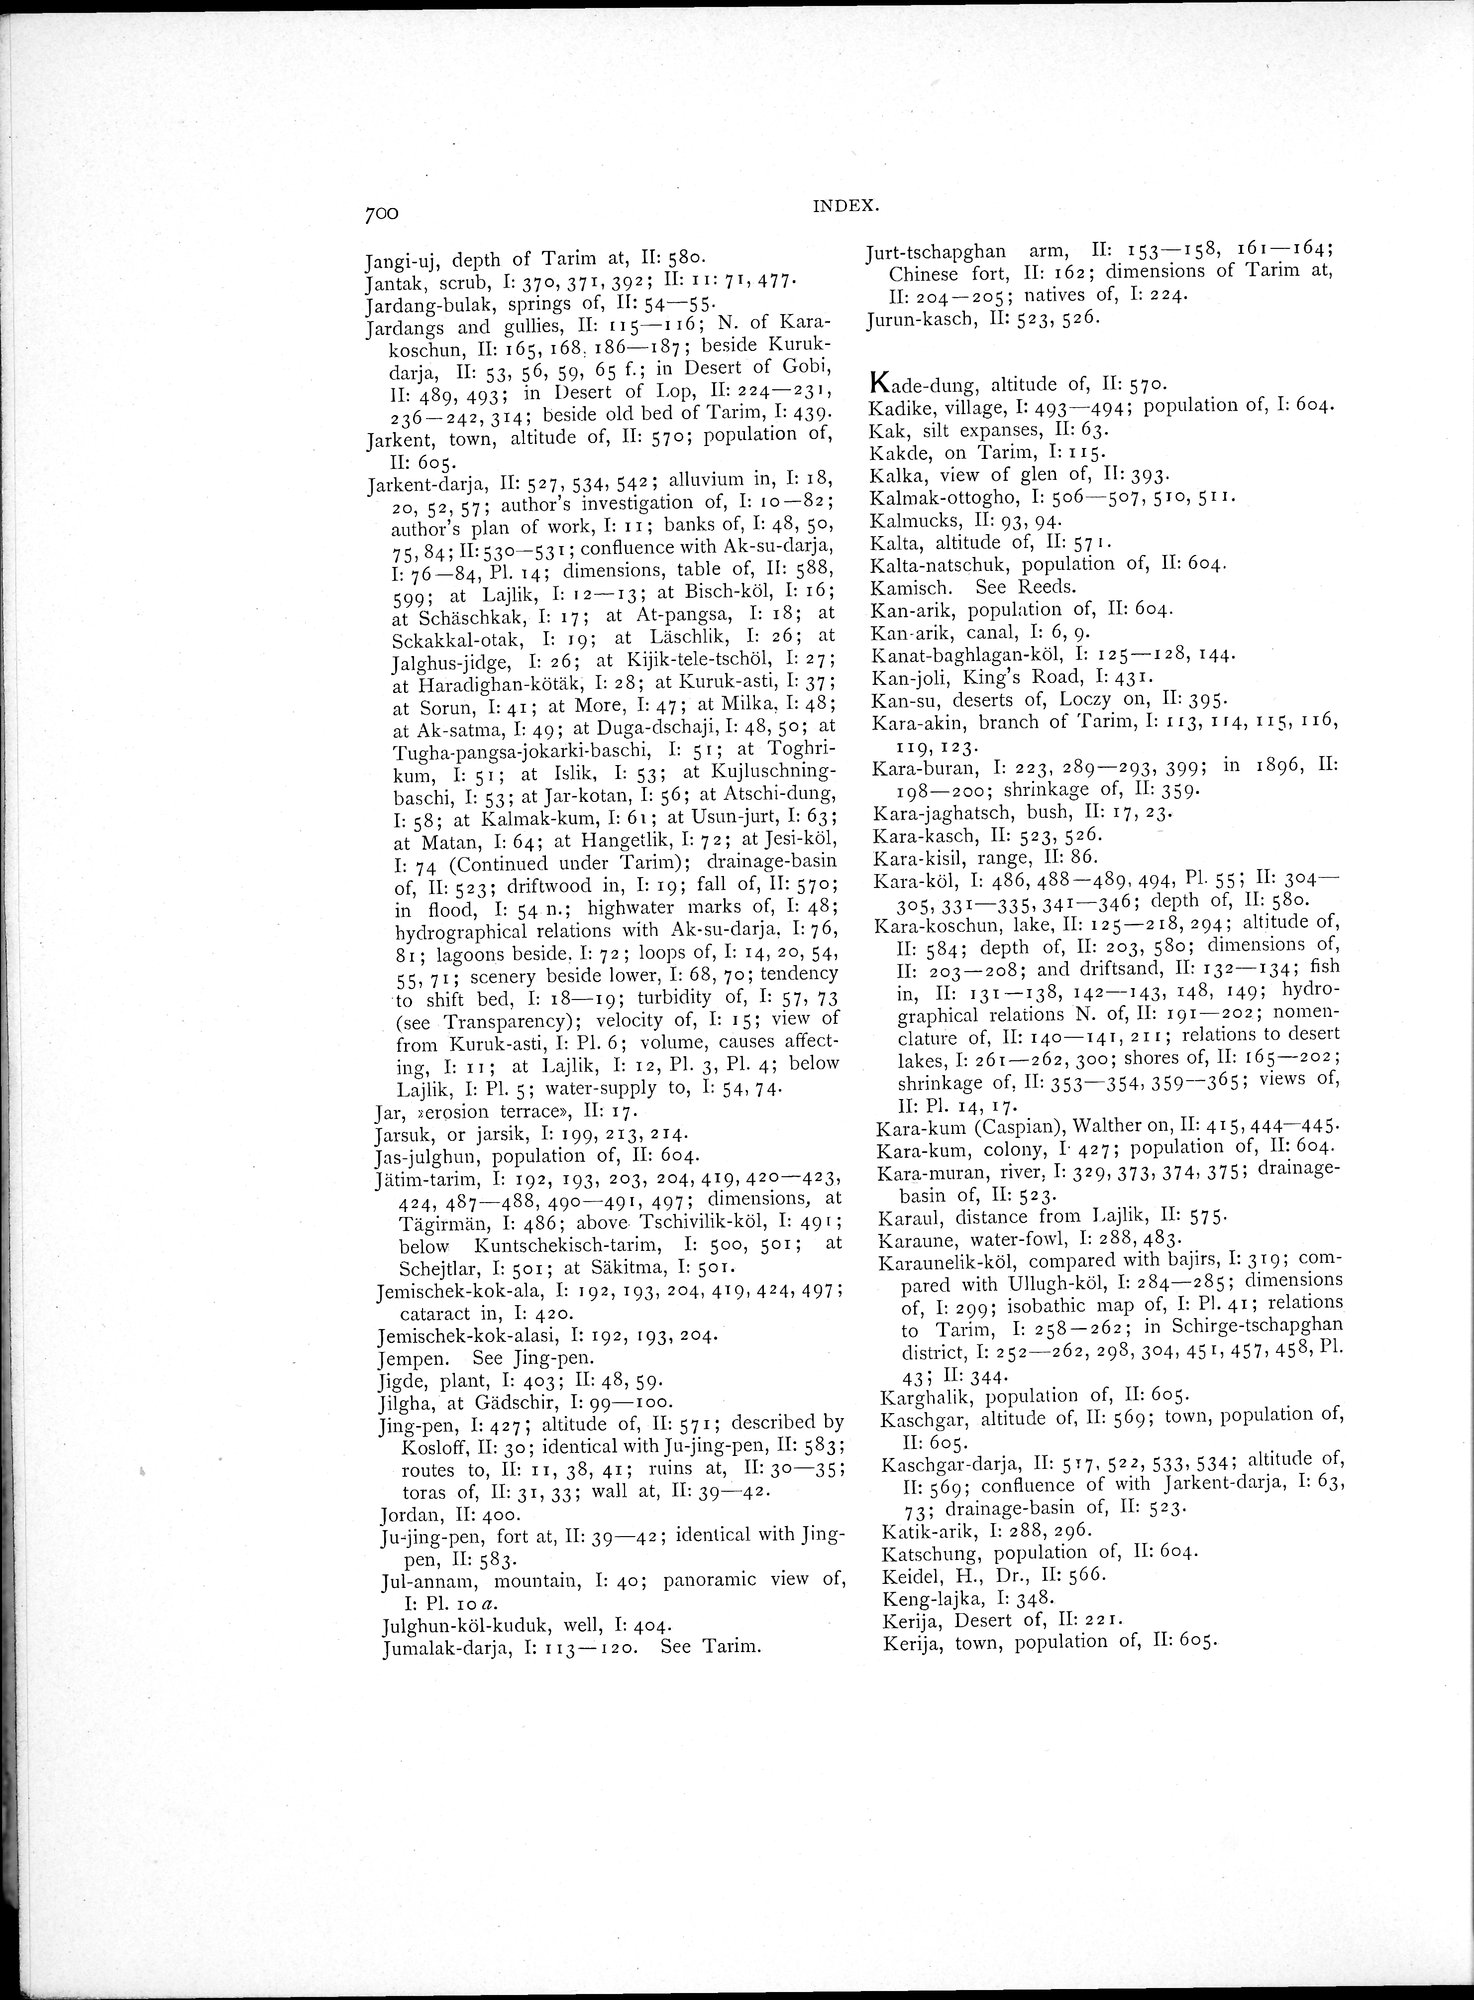 700
INDEX.
Jangi-uj, depth of Tarim at, II: 580.
Jantak, scrub, I: 370, 371, 392; II: 11: 71, 477.
Jardang-bulak, springs of, II: 54—55.
Jardangs and gullies, II: 115—116; N. of Kara-
koschun, II: 165, 168, 186—187; beside Kuruk-
darja, II: 53, 56, 59, 65 f.; in Desert of Gobi,
II: 489, 493; in Desert of Lop, II: 224—231,
236—242, 314; beside old bed of Tarim, I: 439.
Jarkent, town, altitude of, II: 570; population of,
II: 605.
Jarkent-darja, II: 527, 534, 542; alluvium in, I: 18,
20, 52, 57; author's investigation of, I: 10—82;
author's plan of work, I: 11; banks of, I: 48, 50,
75, 84; II: 530—531; confluence with Ak-su-darja,
I: 76—84, Pl. 14; dimensions, table of, II: 588,
599; at Lajlik, I: 12—13; at Bisch-köl, I: 16;
at Schäschkak, I: 17; at At-pangsa, I: 18; at
Sckakkal-otak, I: 19; at Läschlik, I: 26; at
Jalghus-jidge, I: 26; at Kijik-tele-tschöl, I: 27;
at Haradighan-kötäk, I: 28; at Kuruk-asti, I: 37;
at Sorun, I: 41; at More, I: 47; at Milka, I: 48;
at Ak-satma, I: 49; at Duga-dschaji, I: 48, 50; at
Tugha-pangsa-jokarki-baschi, I: 51; at Toghri-
kum, I: 51; at Islik, I: 53; at Kujluschning-
baschi, I: 53; at Jar-kotan, I: 56; at Atschi-dung,
I: 58; at Kalmak-kum, I: 61; at Usun-jurt, I: 63;
at Matan, I: 64; at Hangetlik, I: 72; at Jesi-köl,
I: 74 (Continued under Tarim); drainage-basin
of, II: 523; driftwood in, I: 19; fall of, II: 570;
in flood, I: 54 n.; highwater marks of, I: 48;
hydrographical relations with Ak-su-darja, I: 76,
81; lagoons beside, I: 72; loops of, I: 14, 20, 54,
55, 71; scenery beside lower, I: 68, 70; tendency
to shift bed, I: 18—19; turbidity of, I: 57, 73
(see Transparency); velocity of, I: 15; view of
from Kuruk-asti, I: Pl. 6; volume, causes affect-
ing, I: 11; at Lajlik, I: 12, Pl. 3, Pl. 4; below
Lajlik, I: Pl. 5; water-supply to, I: 54, 74.
Jar, »erosion terrace», II: 17.
Jarsuk, or jarsik, I: 199, 213, 214.
Jas-julghun, population of, II: 604.
Jätim-tarim, I: 192, 193, 203, 204, 419, 420—423,
424, 487—488, 490—491, 497; dimensions, at
Tägirmän, I: 486; above Tschivilik-köl, I: 491;
below Kuntschekisch-tarim, I: 500, 501; at
Schejtlar, I: 501; at Säkitma, I: 501.
Jemischek-kok-ala, I: 192, 193, 204, 419, 424, 497;
cataract in, I: 420.
Jemischek-kok-alasi, I: 192, 193, 204.
Jempen. See Jing-pen.
Jigde, plant, I: 403; II: 48, 59.
Jilgha, at Gädschir, I: 99—100.
Jing-pen, I: 427; altitude of, II: 571; described by
Kosloff, II: 30; identical with Ju-jing-pen, II: 583;
routes to, II: 11, 38, 41; ruins at, II: 30—35;
toras of, II: 31, 33; wall at, II: 39—42.
Jordan, II: 400.
Ju-jing-pen, fort at, II: 39—42; identical with Jing-
pen, II: 583.
Jul-annam, mountain, I: 40; panoramic view of,
I: Pl. 10 a.
Julghun-köl-kuduk, well, I: 404.
Jumalak-darja, I: 113—120. See Tarim.
Jurt-tschapghan arm, II: 153—158, 161—164;
Chinese fort, II: 162; dimensions of Tarim at,
II: 204—205; natives of, I: 224.
Jurun-kasch, II: 523, 526.
Kade-dung, altitude of, II: 570.
Kadike, village, I: 493—494; population of, I: 604.
Kak, silt expanses, II: 63.
Kakde, on Tarim, I: 115.
Kalka, view of glen of, II: 393.
Kalmak-ottogho, I: 506—507, 510, 511.
Kalmucks, II: 93, 94.
Kalta, altitude of, II: 571.
Kalta-natschuk, population of, II: 604.
Kamisch. See Reeds.
Kan-arik, population of, II: 604.
Kan-arik, canal, I: 6, 9.
Kanat-baghlagan-köl, I: 125—128, 144.
Kan-joli, King's Road, I: 431.
Kan-su, deserts of, Loczy on, II: 395.
Kara-akin, branch of Tarim, I: 113, 114, 115, 116,
119, 123.
Kara-buran, I: 223, 289—293, 399; in 1896, II:
198—200; shrinkage of, II: 359.
Kara-jaghatsch, bush, II: 17, 23.
Kara-kasch, II: 523, 526.
Kara-kisil, range, II: 86.
Kara-köl, I: 486, 488—489, 494, Pl. 55; II: 304—
305, 331—335, 341—346; depth of, II: 580.
Kara-koschun, lake, II: 125—218, 294; altitude of,
II: 584; depth of, II: 203, 580; dimensions of,
II: 203—208; and driftsand, II: 132—134; fish
in, II: 131—138, 142—143, 148, 149; hydro-
graphical relations N. of, II: 191—202; nomen-
clature of, II: 140—141, 211; relations to desert
lakes, I: 261—262, 300; shores of, II: 165—202;
shrinkage of, II: 353—354, 359—365; views of,
II: Pl. 14, 17.
Kara-kum (Caspian), Walther on, II: 415, 444—445.
Kara-kum, colony, I· 427; population of, II: 604.
Kara-muran, river, I: 329, 373, 374, 375; drainage-
basin of, II: 523.
Karaul, distance from Lajlik, II: 575.
Karaune, water-fowl, I: 288, 483.
Karaunelik-köl, compared with bajirs, I: 319; com-
pared with Ullugh-köl, I: 284—285; dimensions
of, I: 299; isobathic map of, I: Pl. 41; relations
to Tarim, I: 258—262; in Schirge-tschapghan
district, I: 252—262, 298, 304, 451, 457, 458, Pl.
43; II: 344.
Karghalik, population of, II: 605.
Kaschgar, altitude of, II: 569; town, population of,
II: 605.
Kaschgar-darja, II: 517, 522, 533, 534; altitude of,
II: 569; confluence of with Jarkent-darja, I: 63,
73; drainage-basin of, II: 523.
Katik-arik, I: 288, 296.
Katschung, population of, II: 604.
Keidel, H., Dr., II: 566.
Keng-lajka, I: 348.
Kerija, Desert of, II: 221.
Kerija, town, population of, II: 605.